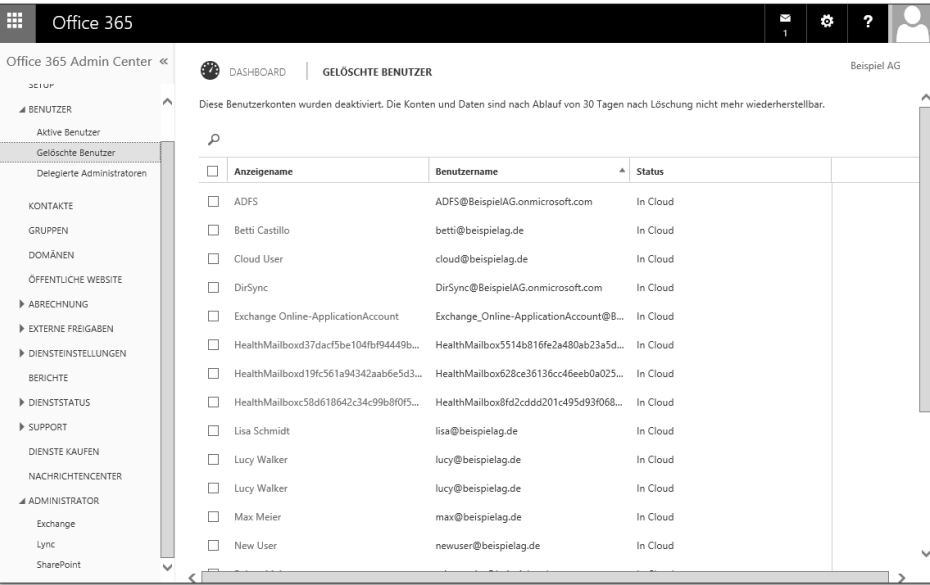 Office 365
1
?
Office 365 Admin Center «
Beispiel AG
DASHBOARD
GELÖSCHTE BENUTZER
SETUP
BENUTZER
Aktive Benutzer
Gelöschte Benutzer
Delegierte Administratoren
KONTAKTE
GRUPPEN
DOMÄNEN
ÖFFENTLICHE WEBSITE
ABRECHNUNG
EXTERNE FREIGABEN
DIENSTEINSTELLUNGEN
BERICHTE
DIENSTSTATUS
SUPPORT
DIENSTE KAUFEN
NACHRICHTENCENTER
ADMINISTRATOR
Exchange
Lync
SharePoint
Diese Benutzerkonten wurden deaktiviert. Die Konten und Daten sind nach Ablauf von 30 Tagen nach Löschung nicht mehr wiederherstellbar.
Anzeigename Benutzername Status
ADFS ADFS@BeispielAG.onmicrosoft.com In Cloud
Betti Castillo betti@beispielag.de In Cloud
Cloud User cloud@beispielag.de In Cloud
DirSync DirSync@BeispielAG.onmicrosoft.com In Cloud
Exchange Online-ApplicationAccount Exchange_Online-ApplicationAccount@B... In Cloud
HealthMailboxd37dacf5be104fbf94449b... HealthMailbox5514b816fe2a480ab23a5d... In Cloud
HealthMailboxd19fc561a94342aab6e5d3... HealthMailbox628ce36136cc46eeb0a025... In Cloud
HealthMailboxc58d618642c34c99b8f0f5... HealthMailbox8fd2cddd201c495d93f068... In Cloud
Lisa Schmidt lisa@beispielag.de In Cloud
Lucy Walker lucy@beispielag.de In Cloud
Lucy Walker lucy@beispielag.de In Cloud
Max Meier max@beispielag.de In Cloud
New User newuser@beispielag.de In Cloud